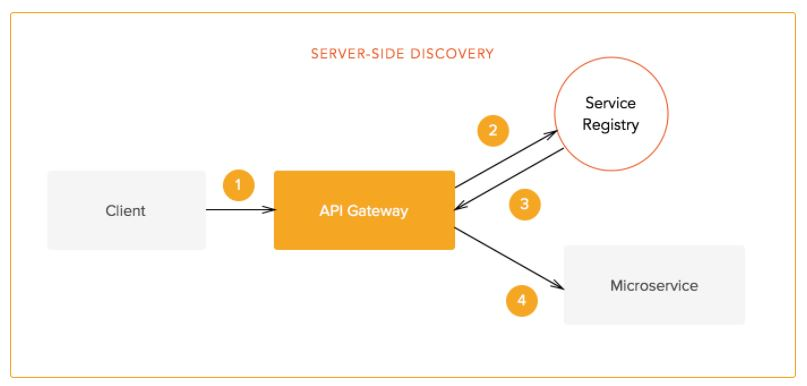 SERVER-SIDE DISCOVERY
Service
Registry
2
1
3
Client
API Gateway
Microservice
4